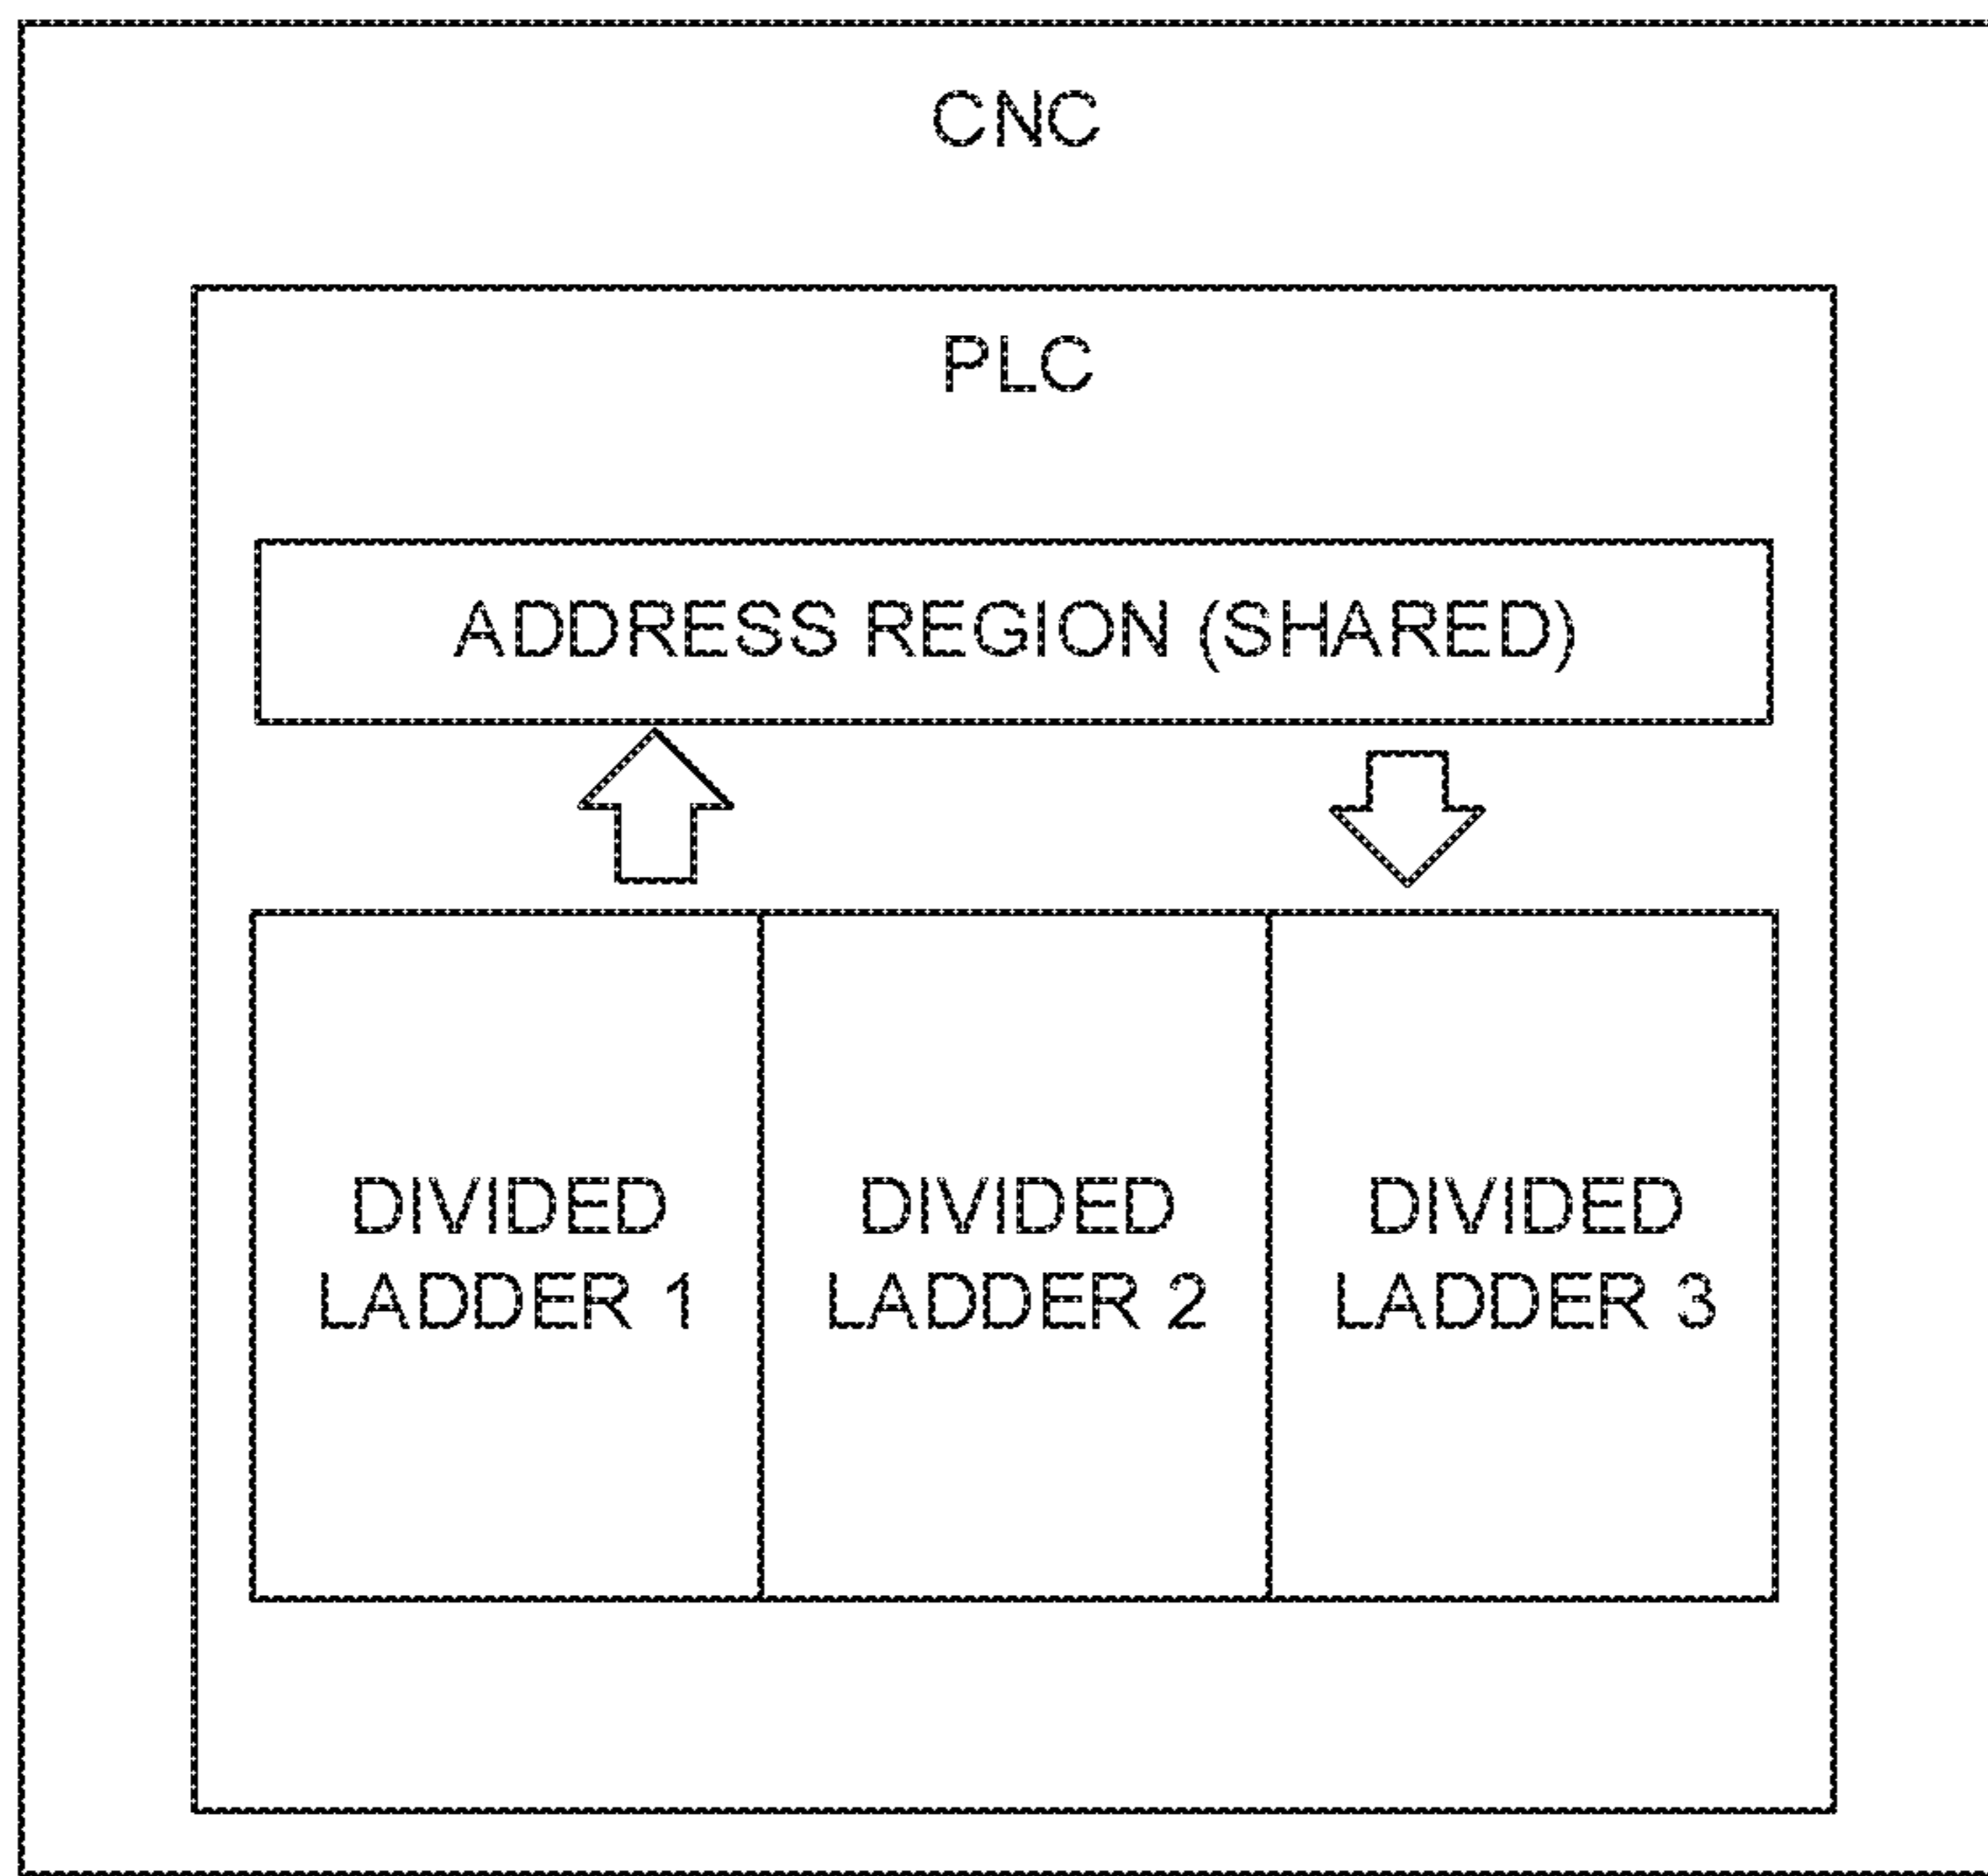 CNC
PLC
ADDRESS REGION (SHARED)
DIVIDED
LADDER 1
DIVIDED
LADDER 2
DIVIDED
LADDER 3